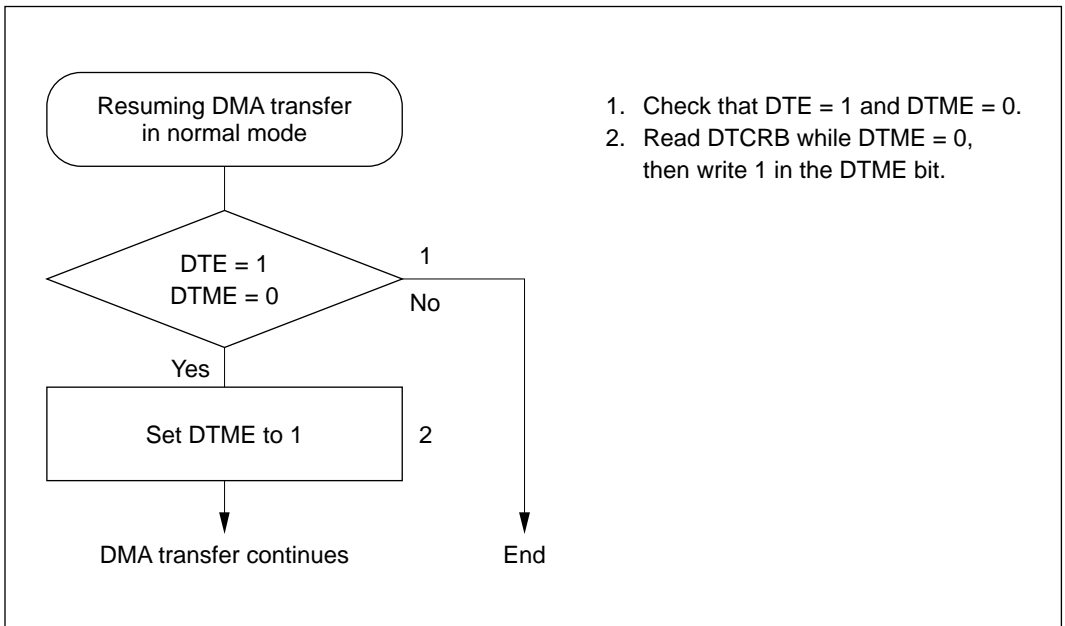 Resuming DMA transfer
in normal mode
1. Check that DTE = 1 and DTME = 0.
2. Read DTCRB while DTME = 0,
then write 1 in the DTME bit.
DTE = 1
DTME = 0
1
No
Yes
Set DTME to 1
2
DMA transfer continues
End